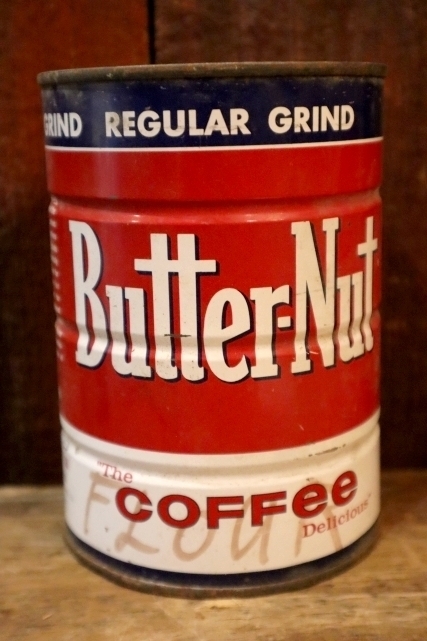 GRIND REGULAR GRIND
Butter-Nut
"The
COFFee
Delicious"
FLOUR